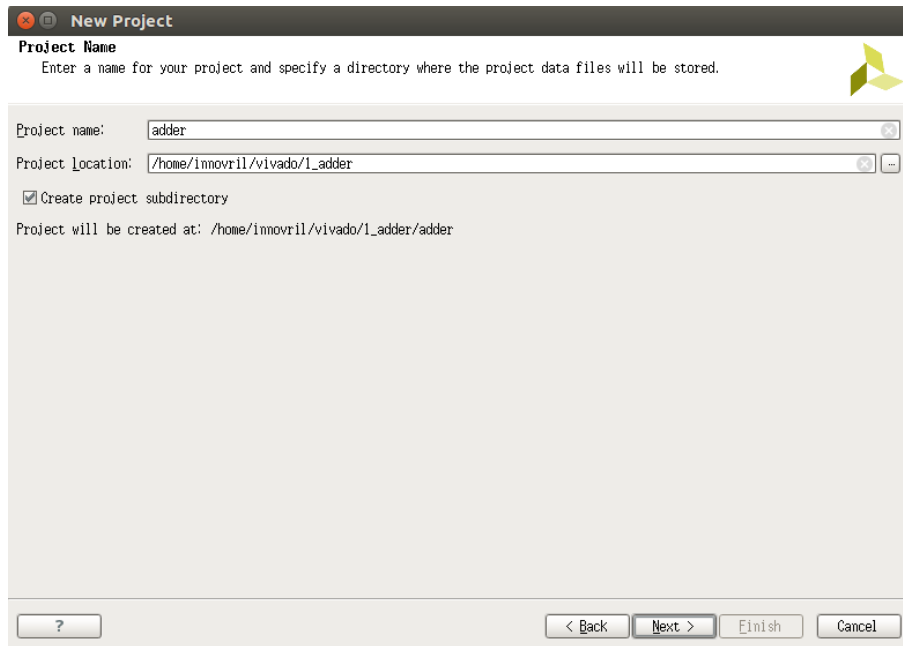 New Project
Project Name
Enter a name for your project and specify a directory where the project data files will be stored.
Project name: adder
Project location: /home/innovril/vivado/1_adder
...
Create project subdirectory
Project will be created at: /home/innovril/vivado/1_adder/adder
?
< Back
Next >
Finish
Cancel